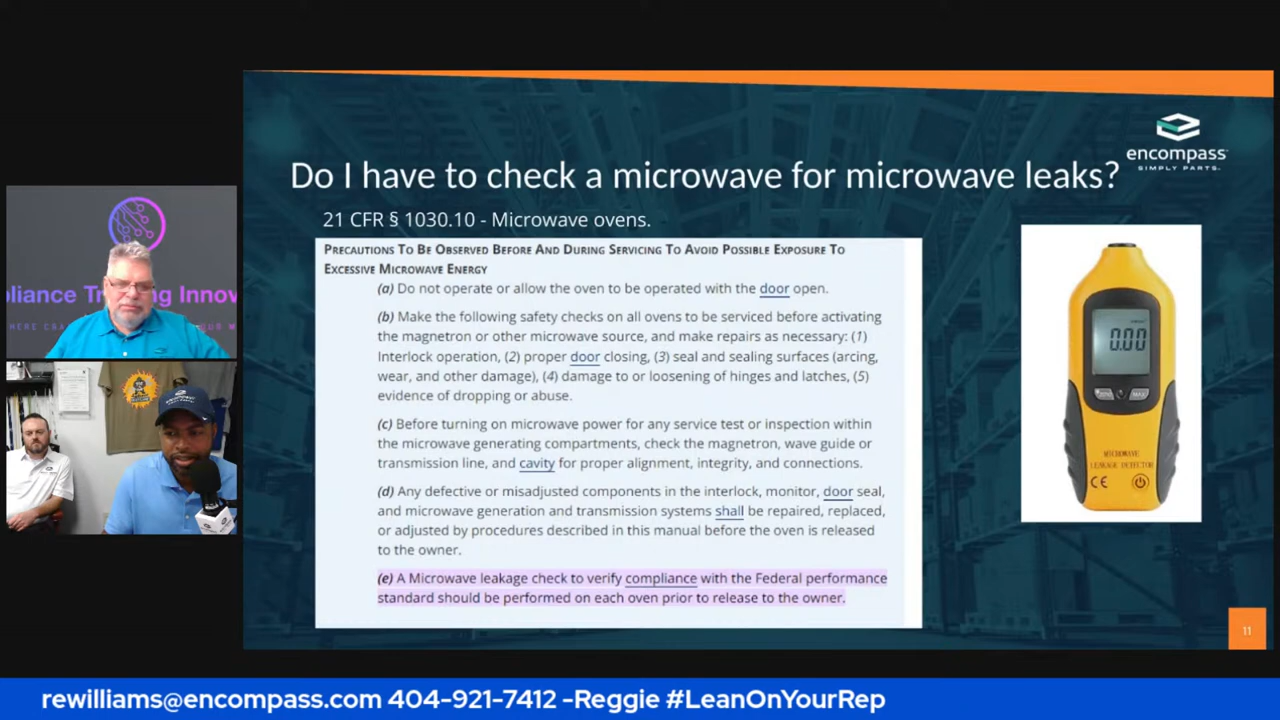 encompass
SIMPLY PARTS.
Do I have to check a microwave for microwave leaks?
21 CFR § 1030.10 - Microwave ovens.
PRECAUTIONS TO BE OBSERVED BEFORE AND DURING SERVICING TO AVOID POSSIBLE EXPOSURE TO
EXCESSIVE MICROWAVE ENERGY
(a) Do not operate or allow the oven to be operated with the door open.
(b) Make the following safety checks on all ovens to be serviced before activating
the magnetron or other microwave source, and make repairs as necessary: (1)
Interlock operation, (2) proper door closing, (3) seal and sealing surfaces (arcing,
wear, and other damage), (4) damage to or loosening of hinges and latches, (5)
evidence of dropping or abuse.
(c) Before turning on microwave power for any service test or inspection within
the microwave generating compartments, check the magnetron, wave guide or
transmission line, and cavity for proper alignment, integrity, and connections.
(d) Any defective or misadjusted components in the interlock, monitor, door seal,
and microwave generation and transmission systems shall be repaired, replaced,
or adjusted by procedures described in this manual before the oven is released
to the owner.
(e) A Microwave leakage check to verify compliance with the Federal performance
standard should be performed on each oven prior to release to the owner.
0.00
MAX
MICROWAVE
LEAKAGE DETECTOR
CE
11
pliance Tr ing Innov
rewilliams@encompass.com 404-921-7412 -Reggie #LeanOnYourRep